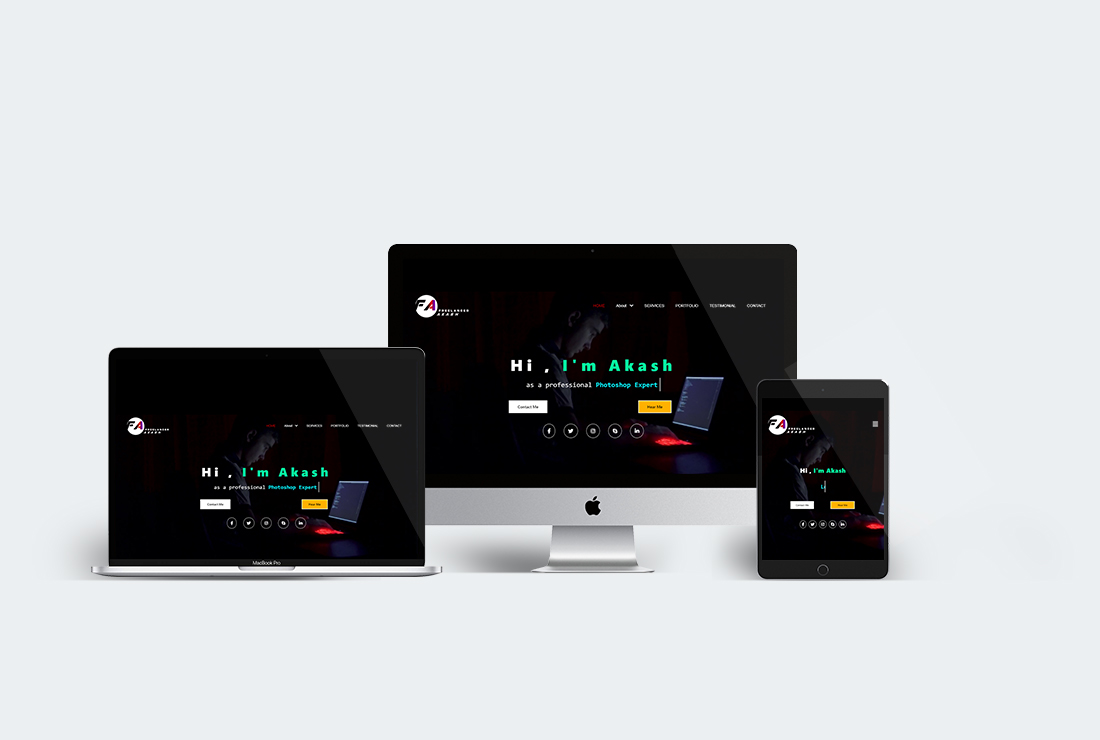 FA
FREELANCER
AKASH
HOME About SERVICES PORTFOLIO TESTIMONIAL CONTACT
Hi , I'm Akash
as a professional Photoshop Expert
Contact Me Hear Me
FA
FREELANCER
AKASH
HOME About SERVICES PORTFOLIO TESTIMONIAL CONTACT
Hi , I'm Akash
as a professional Photoshop Expert
Contact Me Hear Me
MacBook Pro
FA
FREELANCER
AKASH
Hi , I'm Akash
Contact Me Hear Me